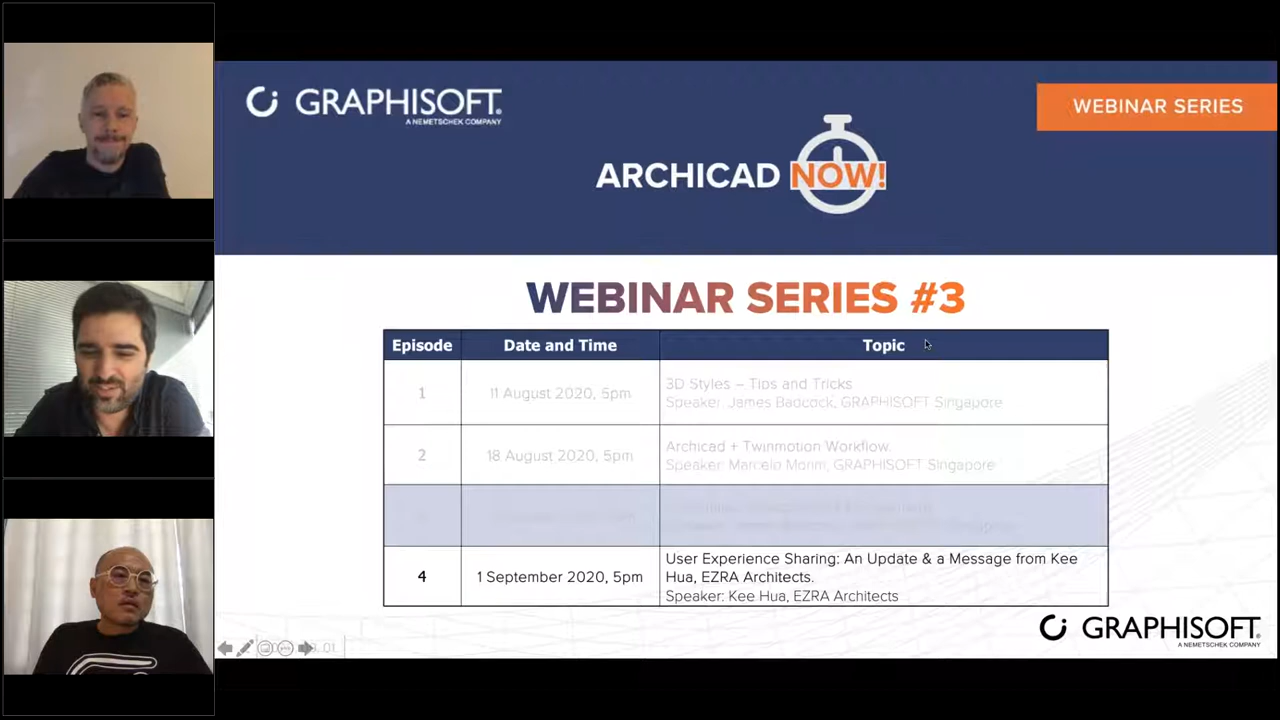 GRAPHISOFT.
A NEMETSCHEK COMPANY
WEBINAR SERIES
ARCHICAD NOW!
WEBINAR SERIES #3
Episode
Date and Time
Topic
1
11 August 2020, 5pm
3D Styles – Tips and Tricks
Speaker: James Badcock, GRAPHISOFT Singapore
2
18 August 2020, 5pm
Archicad + Twinmotion Workflow.
Speaker: Marcelo Morim, GRAPHISOFT Singapore
4
1 September 2020, 5pm
User Experience Sharing: An Update & a Message from Kee
Hua, EZRA Architects.
Speaker: Kee Hua, EZRA Architects
GRAPHISOFT.
A NEMETSCHEK COMPANY